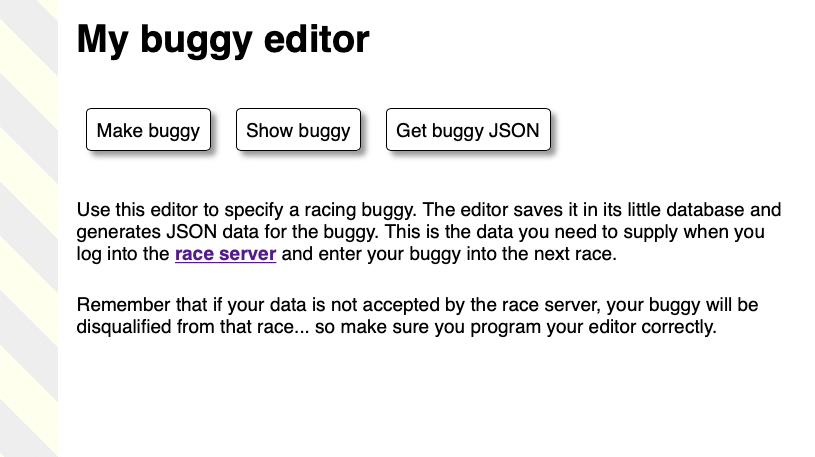 My buggy editor
Make buggy
Show buggy
Get buggy JSON
Use this editor to specify a racing buggy. The editor saves it in its little database and
generates JSON data for the buggy. This is the data you need to supply when you
log into the race server and enter your buggy into the next race.
Remember that if your data is not accepted by the race server, your buggy will be
disqualified from that race... so make sure you program your editor correctly.